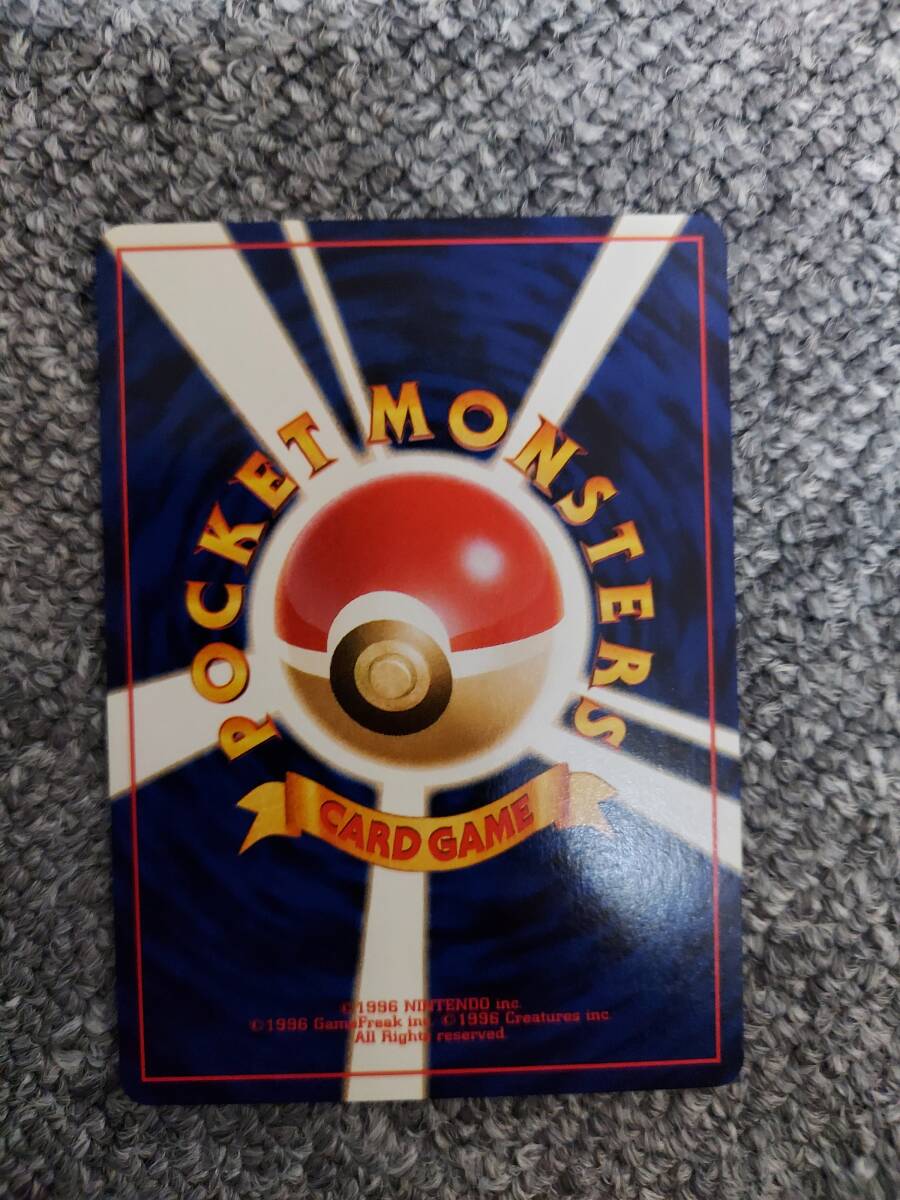 POCKET MONSTERS
CARD GAME
©1996 NINTENDO inc.
©1996 GameFreak inc. ©1996 Creatures inc.
All Rights reserved.